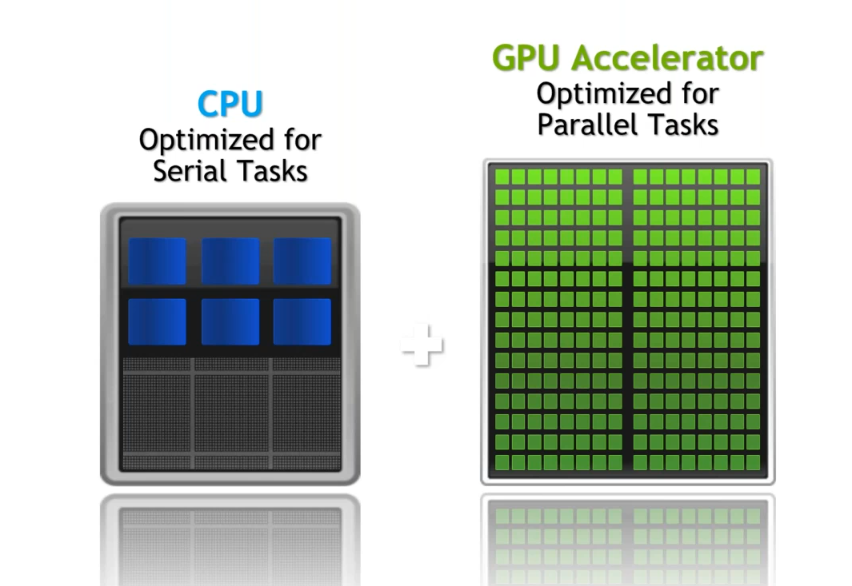 CPU
Optimized for
Serial Tasks
GPU Accelerator
Optimized for
Parallel Tasks
+